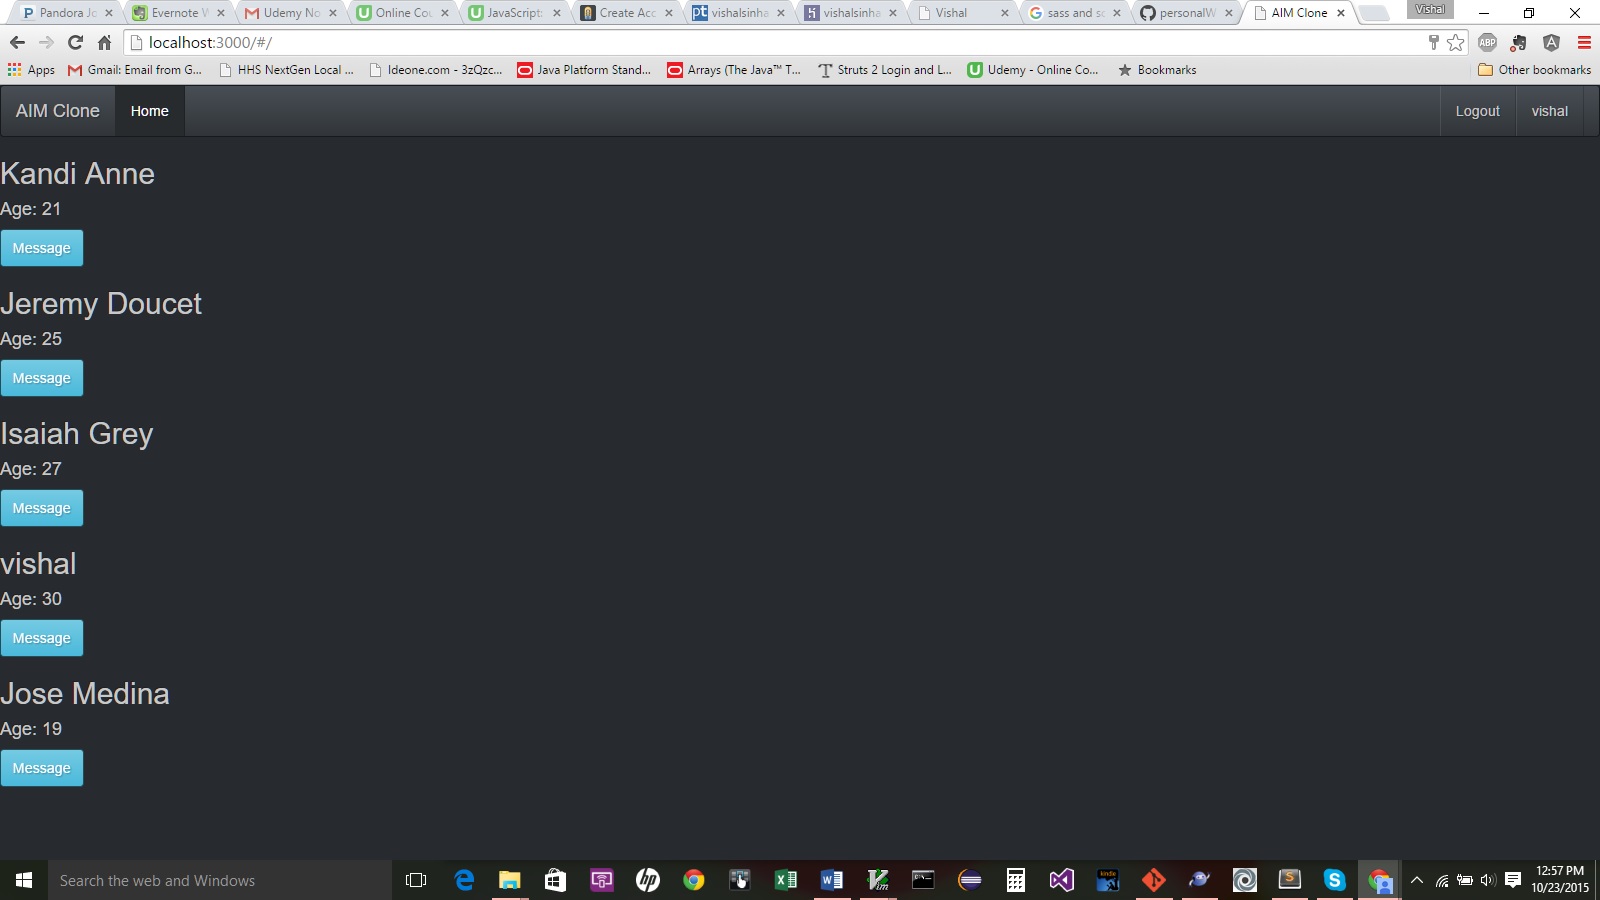 Pandora Jo
Evernote W
Udemy No
Online Cou
JavaScript:
Create Acc
vishalsinha
vishalsinha
Vishal
sass and sc
personalW
AIM Clone
Vishal
localhost:3000/#/
ABP
Apps
Gmail: Email from G...
HHS NextGen Local ...
Ideone.com - 3zQzc...
Java Platform Stand...
Arrays (The Java™ T...
Struts 2 Login and L...
Udemy - Online Co...
Bookmarks
Other bookmarks
AIM Clone
Home
Logout
vishal
Kandi Anne
Age: 21
Message
Jeremy Doucet
Age: 25
Message
Isaiah Grey
Age: 27
Message
vishal
Age: 30
Message
Jose Medina
Age: 19
Message
Search the web and Windows
12:57 PM
10/23/2015